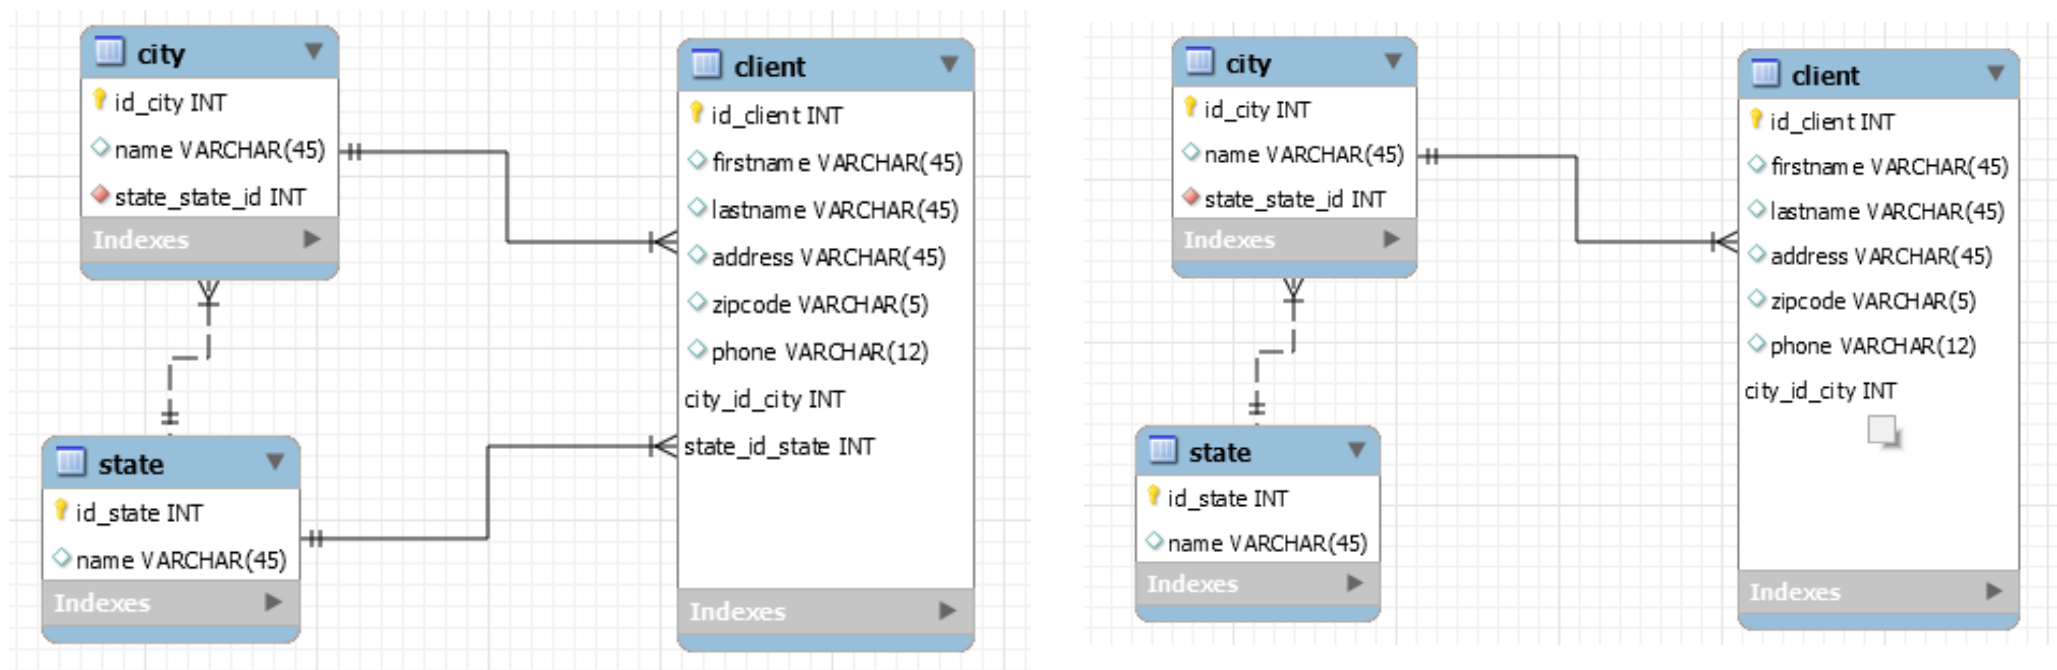 city
id_city INT
name VARCHAR(45)
state_state_id INT
Indexes
state
id_state INT
name VARCHAR(45)
Indexes
client
id_client INT
firstname VARCHAR(45)
lastname VARCHAR(45)
address VARCHAR(45)
zipcode VARCHAR(5)
phone VARCHAR(12)
city_id_city INT
state_id_state INT
Indexes
city
id_city INT
name VARCHAR(45)
state_state_id INT
Indexes
state
id_state INT
name VARCHAR(45)
Indexes
client
id_client INT
firstname VARCHAR(45)
lastname VARCHAR(45)
address VARCHAR(45)
zipcode VARCHAR(5)
phone VARCHAR(12)
city_id_city INT
Indexes